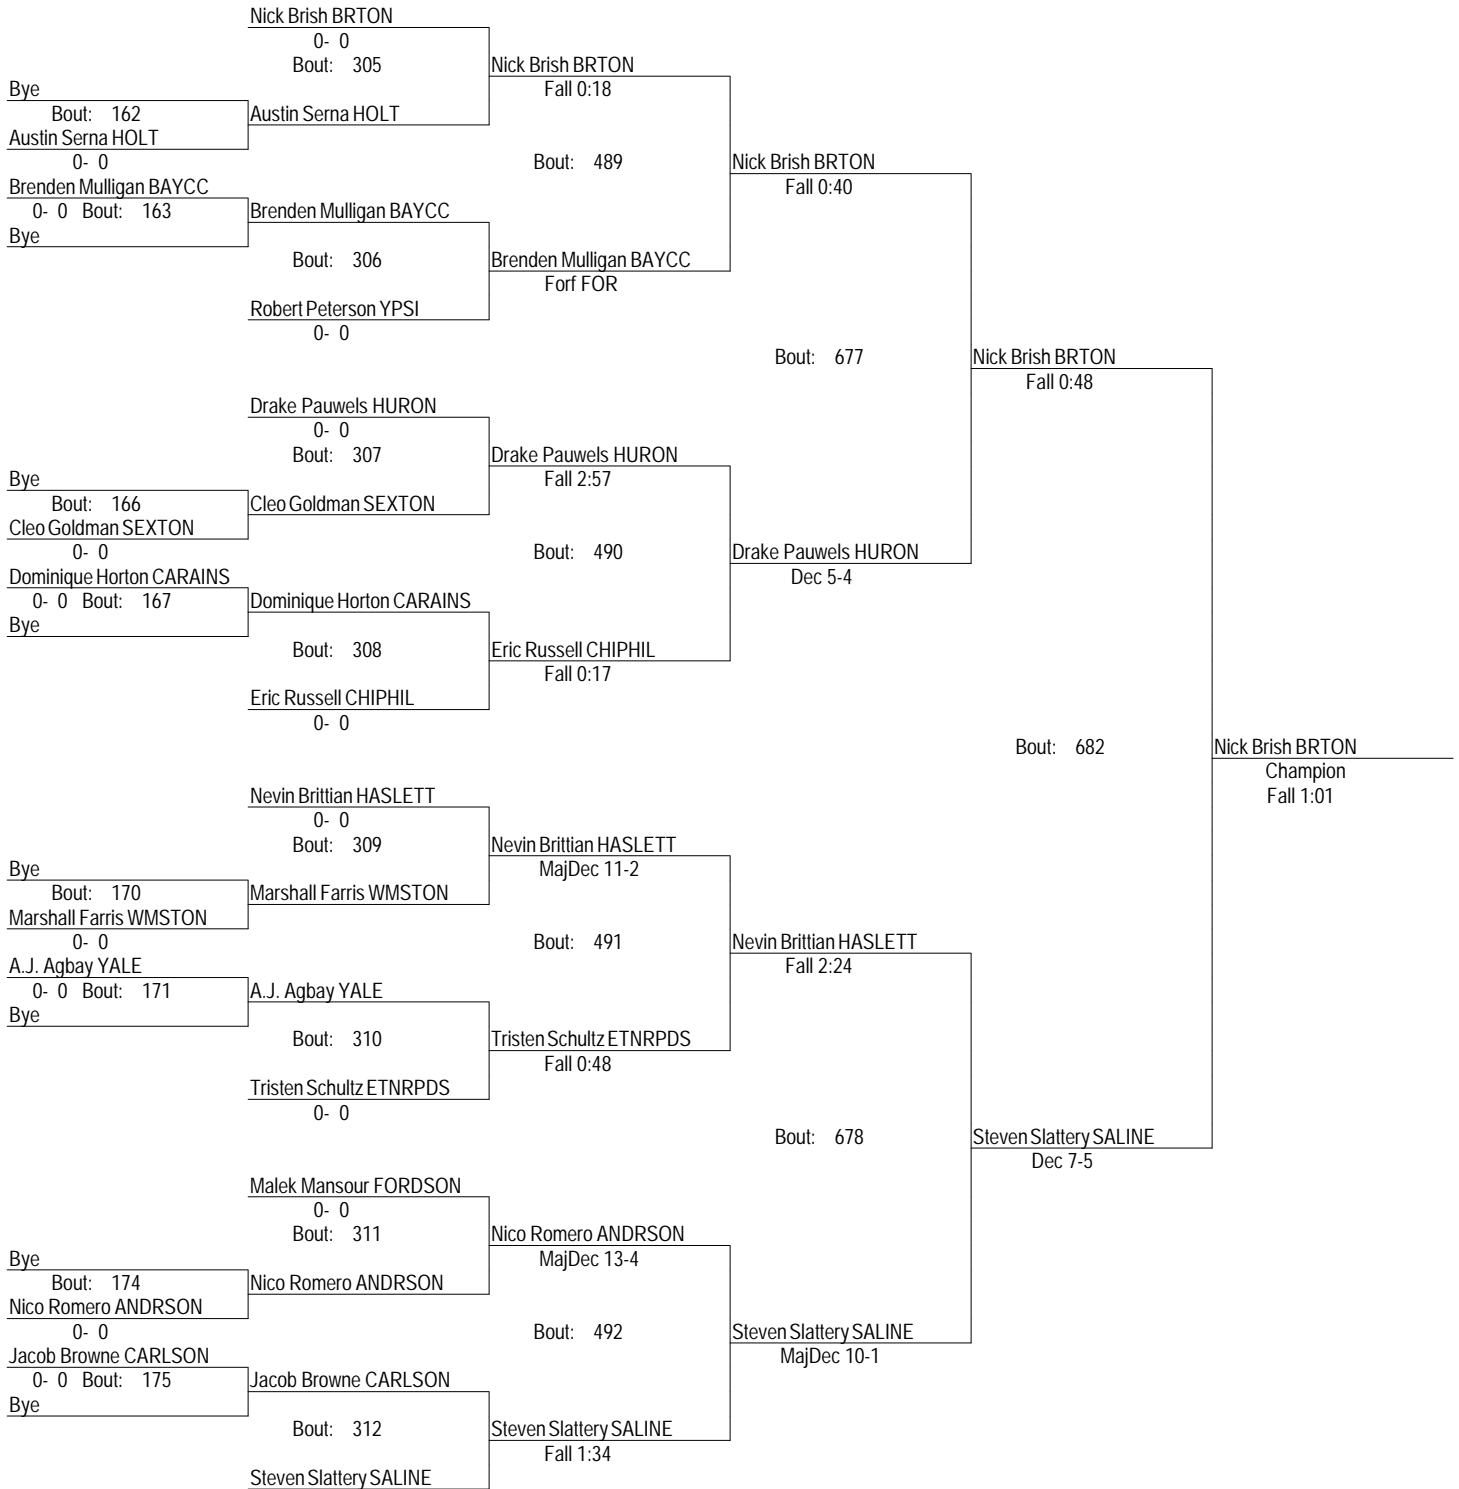 Nick Brish BRTON
0- 0
Bout: 305
Nick Brish BRTON
Bye
Fall 0:18
Bout: 162
Austin Serna HOLT
Austin Serna HOLT
0- 0
Bout: 489
Nick Brish BRTON
Brenden Mulligan BAYCC
Fall 0:40
0- 0 Bout: 163
Brenden Mulligan BAYCC
Bye
Bout: 306
Brenden Mulligan BAYCC
Forf FOR
Robert Peterson YPSI
0- 0
Bout: 677
Nick Brish BRTON
Fall 0:48
Drake Pauwels HURON
0- 0
Bout: 307
Drake Pauwels HURON
Bye
Fall 2:57
Bout: 166
Cleo Goldman SEXTON
Cleo Goldman SEXTON
0- 0
Bout: 490
Drake Pauwels HURON
Dominique Horton CARAINS
Dec 5-4
0- 0 Bout: 167
Dominique Horton CARAINS
Bye
Bout: 308
Eric Russell CHIPHIL
Fall 0:17
Eric Russell CHIPHIL
0- 0
Bout: 682
Nick Brish BRTON
Champion
Fall 1:01
Nevin Brittian HASLETT
0- 0
Bout: 309
Nevin Brittian HASLETT
Bye
MajDec 11-2
Bout: 170
Marshall Farris WMSTON
Marshall Farris WMSTON
0- 0
Bout: 491
Nevin Brittian HASLETT
A.J. Agbay YALE
Fall 2:24
0- 0 Bout: 171
A.J. Agbay YALE
Bye
Bout: 310
Tristen Schultz ETNRPDS
Fall 0:48
Tristen Schultz ETNRPDS
0- 0
Bout: 678
Steven Slattery SALINE
Dec 7-5
Malek Mansour FORDSON
0- 0
Bout: 311
Nico Romero ANDRSON
Bye
MajDec 13-4
Bout: 174
Nico Romero ANDRSON
Nico Romero ANDRSON
0- 0
Bout: 492
Steven Slattery SALINE
Jacob Browne CARLSON
MajDec 10-1
0- 0 Bout: 175
Jacob Browne CARLSON
Bye
Bout: 312
Steven Slattery SALINE
Fall 1:34
Steven Slattery SALINE